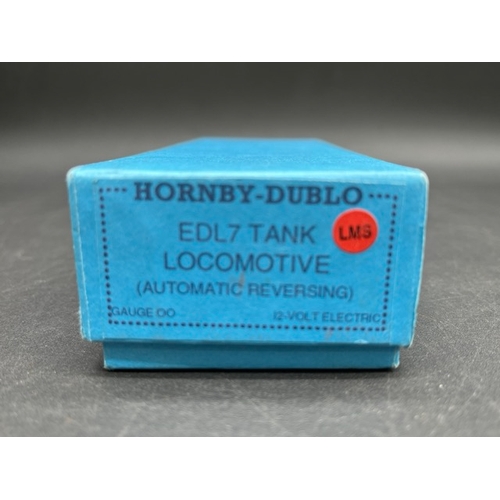 HORNBY-DUBLO
EDL7 TANK
LMS
LOCOMOTIVE
(AUTOMATIC REVERSING)
GAUGE OO
12-VOLT ELECTRIC